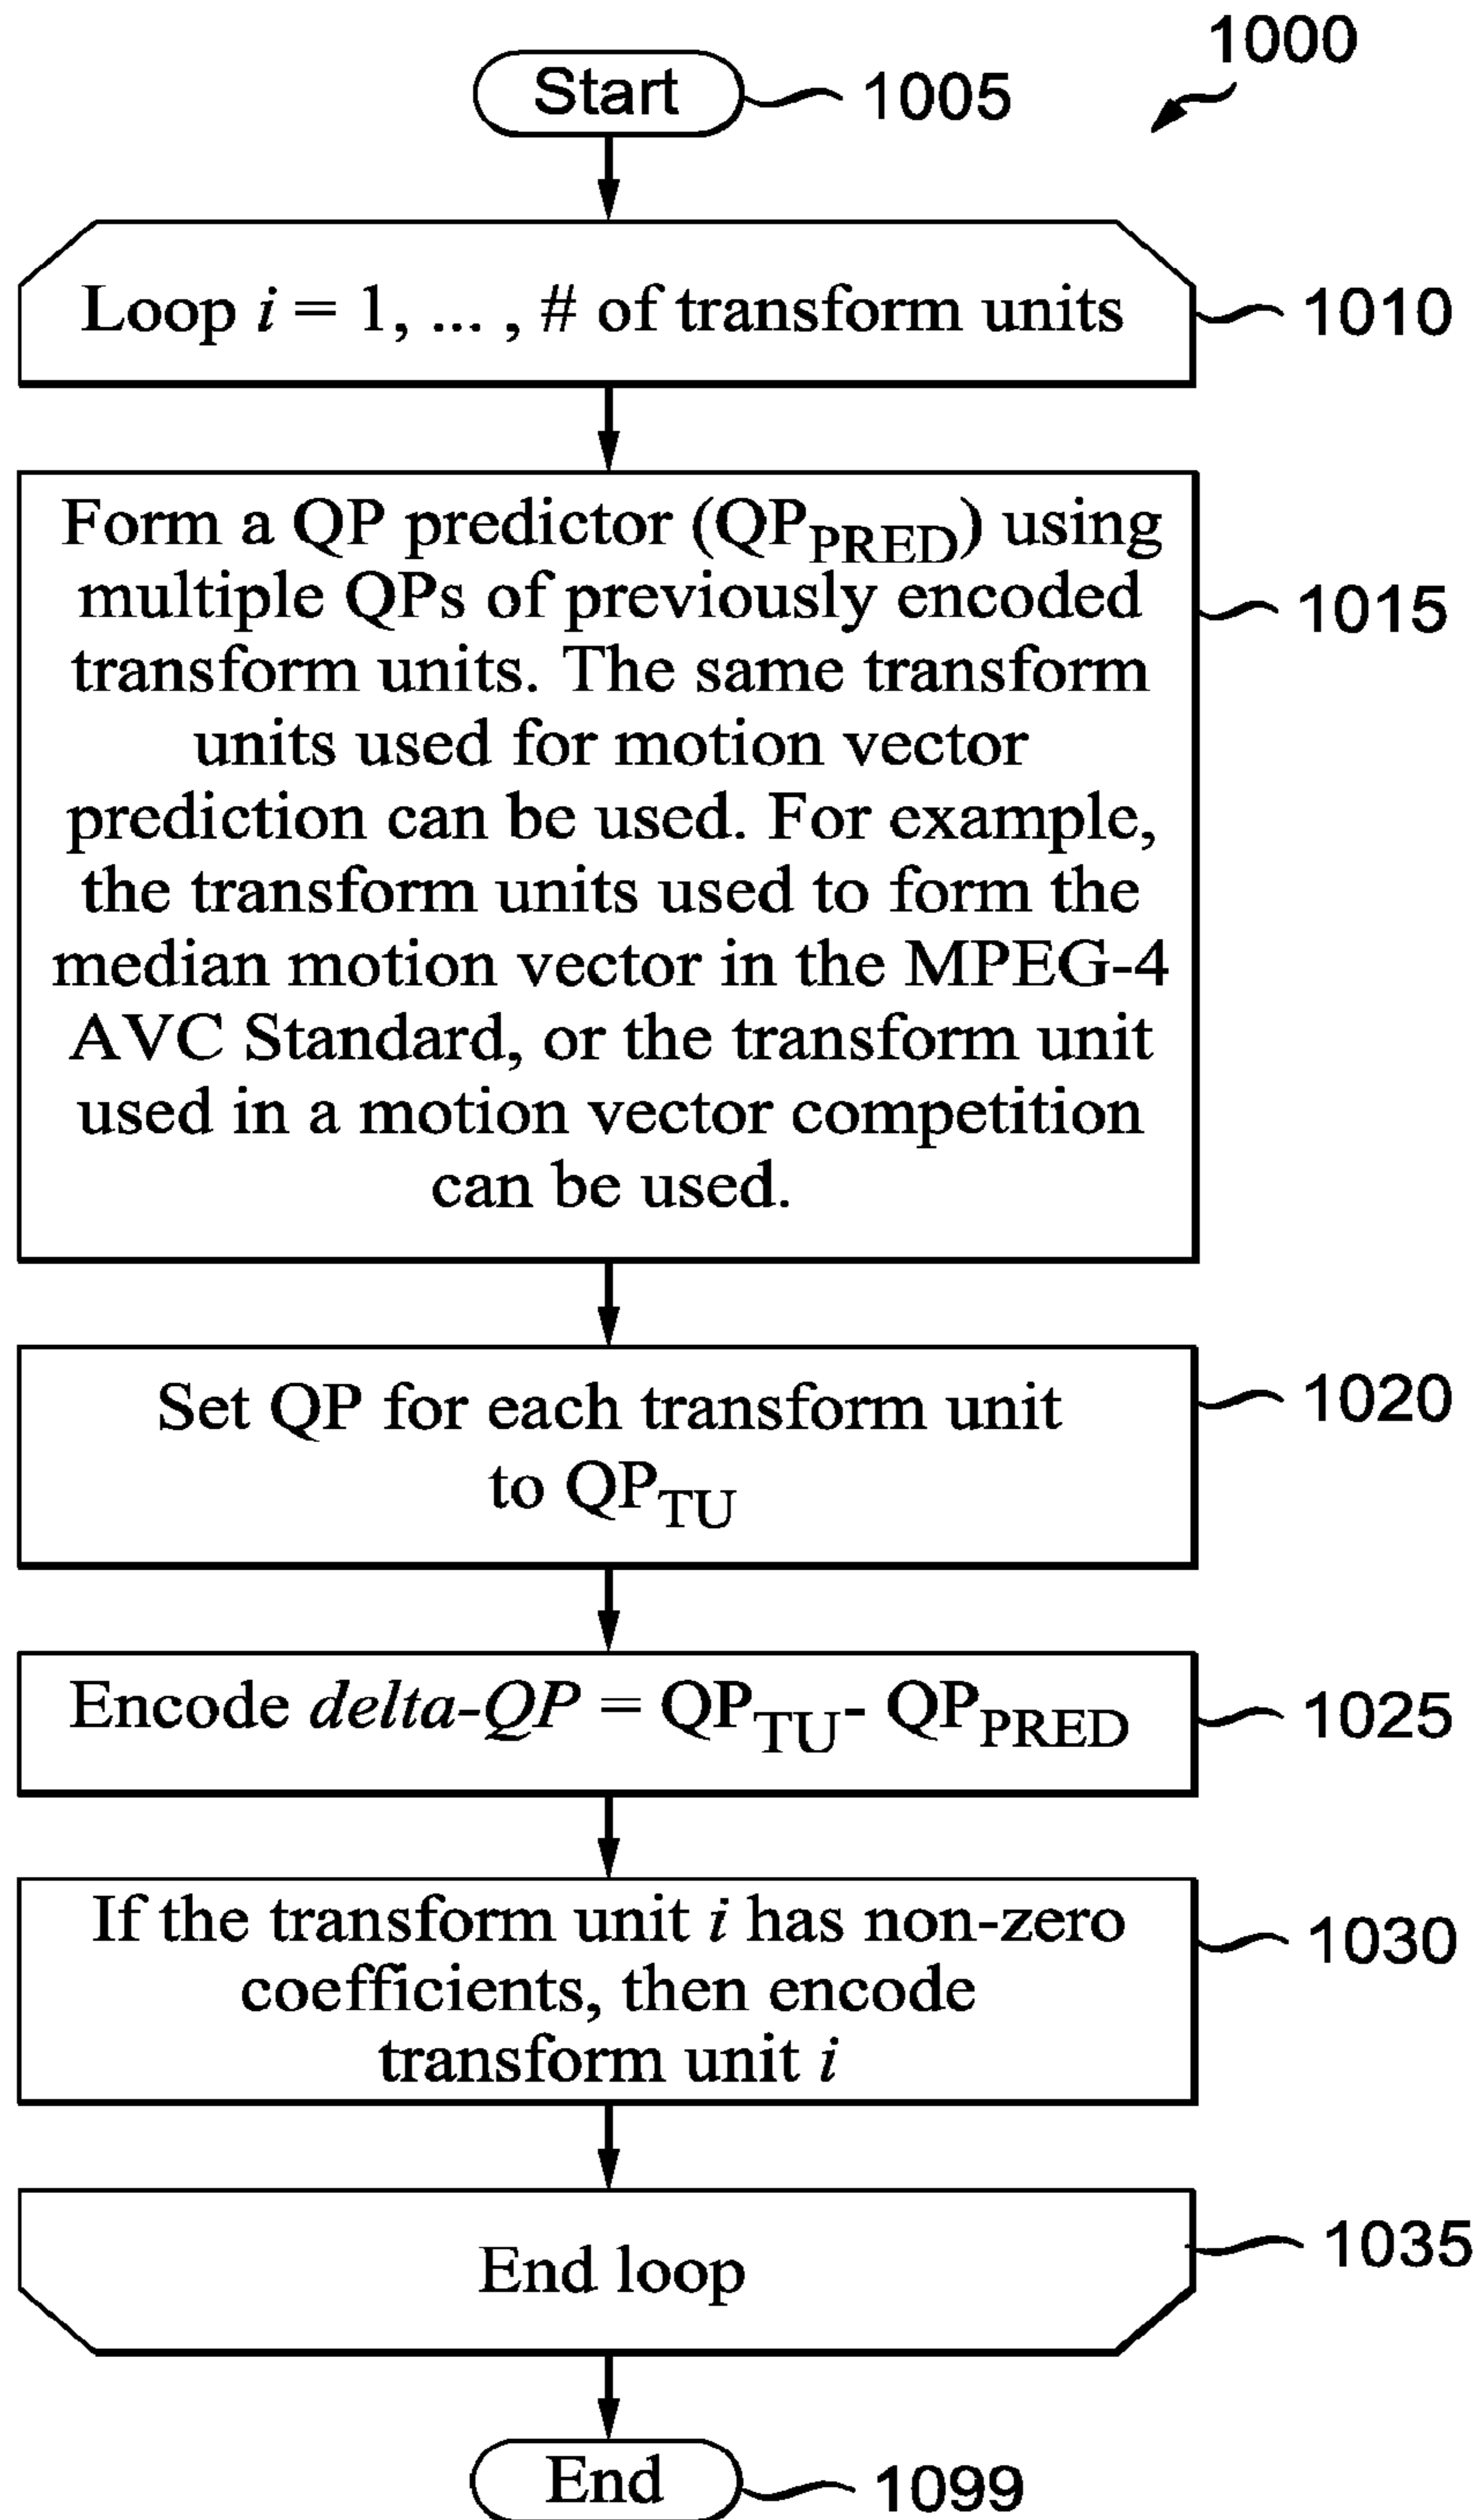 1000
Start 1005
Loop i = 1, ... , # of transform units 1010
Form a QP predictor (QPPRED) using
multiple QPs of previously encoded
1015
transform units. The same transform
units used for motion vector
prediction can be used. For example,
the transform units used to form the
median motion vector in the MPEG-4
AVC Standard, or the transform unit
used in a motion vector competition
can be used.
Set QP for each transform unit 1020
to QPTU
Encode delta-QP = QPTU- QPPRED 1025
If the transform unit i has non-zero 1030
coefficients, then encode
transform unit i
End loop 1035
End 1099